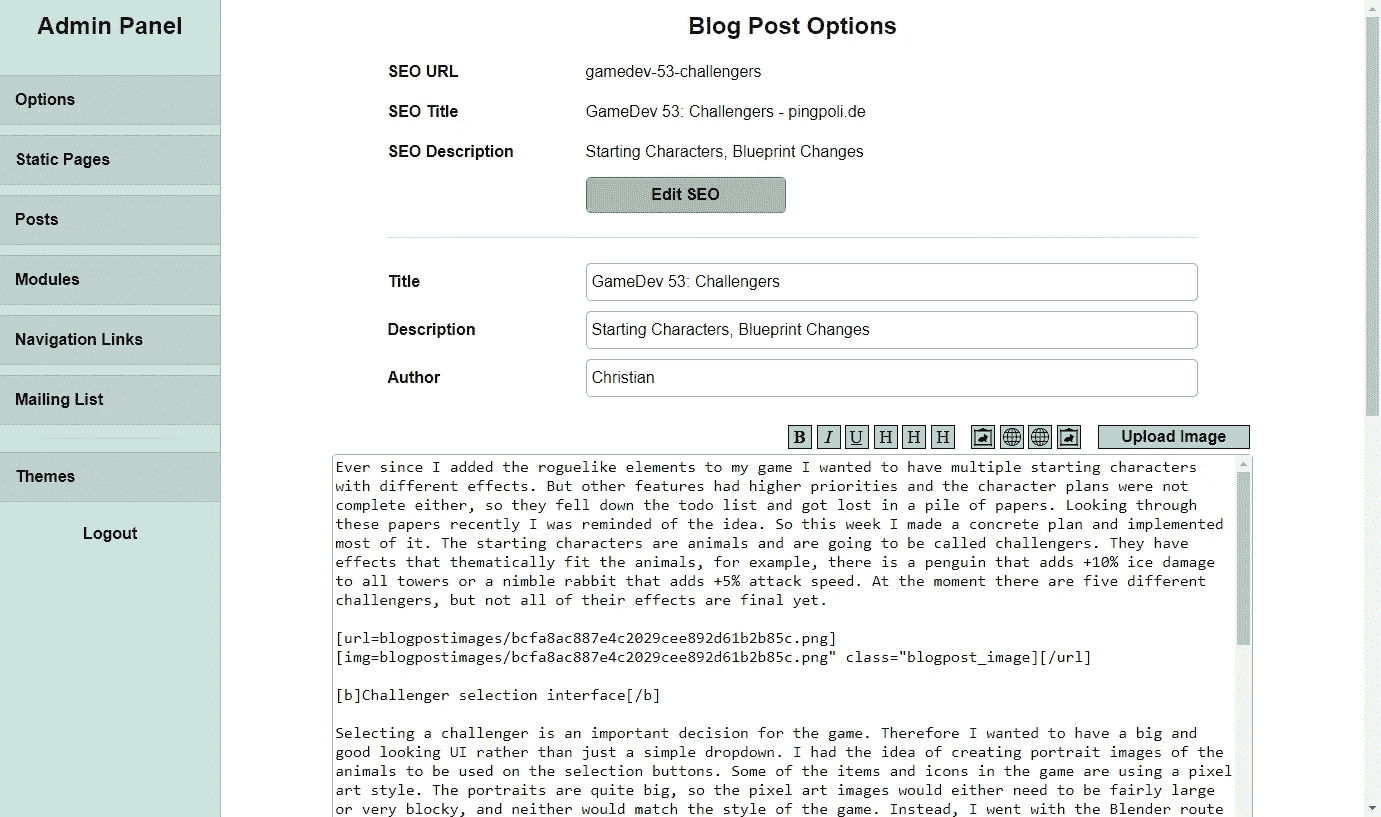 Admin Panel
Options
Static Pages
Posts
Modules
Navigation Links
Mailing List
Themes
Logout
Blog Post Options
SEO URL gamedev-53-challengers
SEO Title GameDev 53: Challengers - pingpoli.de
SEO Description Starting Characters, Blueprint Changes
Edit SEO
Title GameDev 53: Challengers
Description Starting Characters, Blueprint Changes
Author Christian
B I U H H H Upload Image
Ever since I added the roguelike elements to my game I wanted to have multiple starting characters
with different effects. But other features had higher priorities and the character plans were not
complete either, so they fell down the todo list and got lost in a pile of papers. Looking through
these papers recently I was reminded of the idea. So this week I made a concrete plan and implemented
most of it. The starting characters are animals and are going to be called challengers. They have
effects that thematically fit the animals, for example, there is a penguin that adds +10% ice damage
to all towers or a nimble rabbit that adds +5% attack speed. At the moment there are five different
challengers, but not all of their effects are final yet.
[url=blogpostimages/bcfa8ac887e4c2029cee892d61b2b85c.png]
[img=blogpostimages/bcfa8ac887e4c2029cee892d61b2b85c.png" class="blogpost_image][/url]
[b]Challenger selection interface[/b]
Selecting a challenger is an important decision for the game. Therefore I wanted to have a big and
good looking UI rather than just a simple dropdown. I had the idea of creating portrait images of the
animals to be used on the selection buttons. Some of the items and icons in the game are using a pixel
art style. The portraits are quite big, so the pixel art images would either need to be fairly large
or very blocky, and neither would match the style of the game. Instead, I went with the Blender route